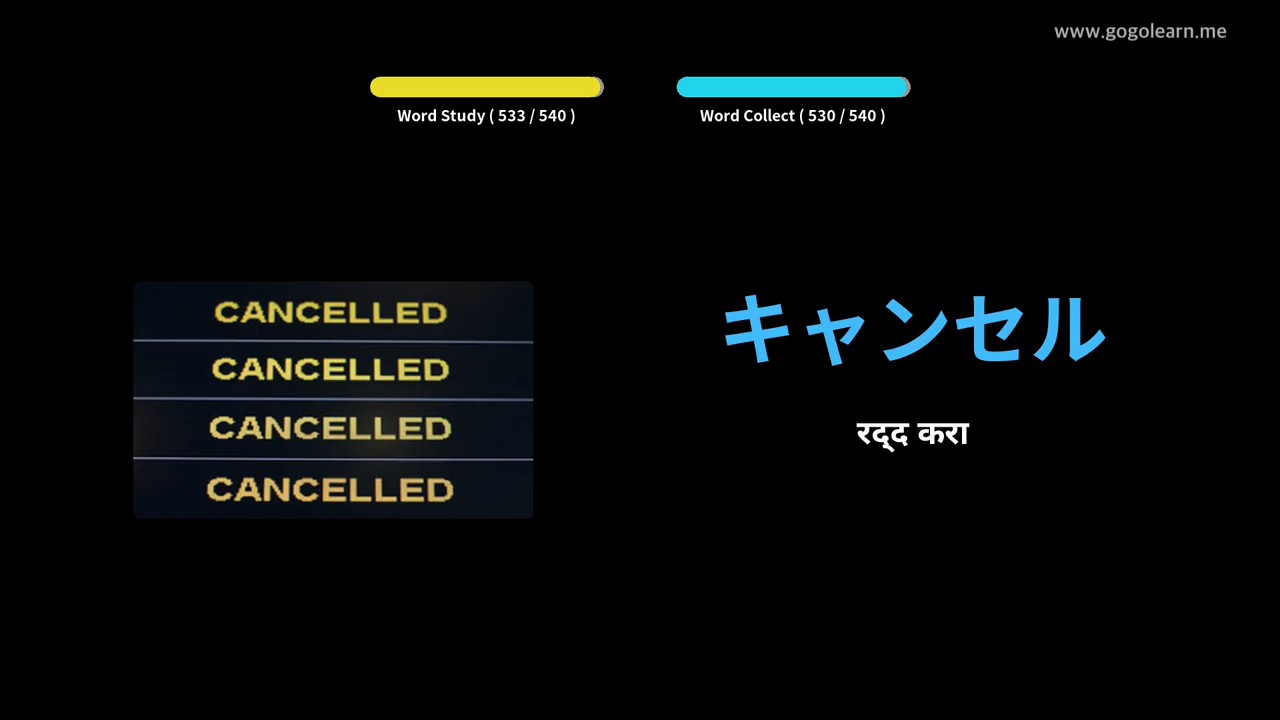 www.gogolearn.me
Word Study ( 533 / 540 )
Word Collect ( 530 / 540 )
CANCELLED
CANCELLED
CANCELLED
CANCELLED
キャンセル
रद्द करा